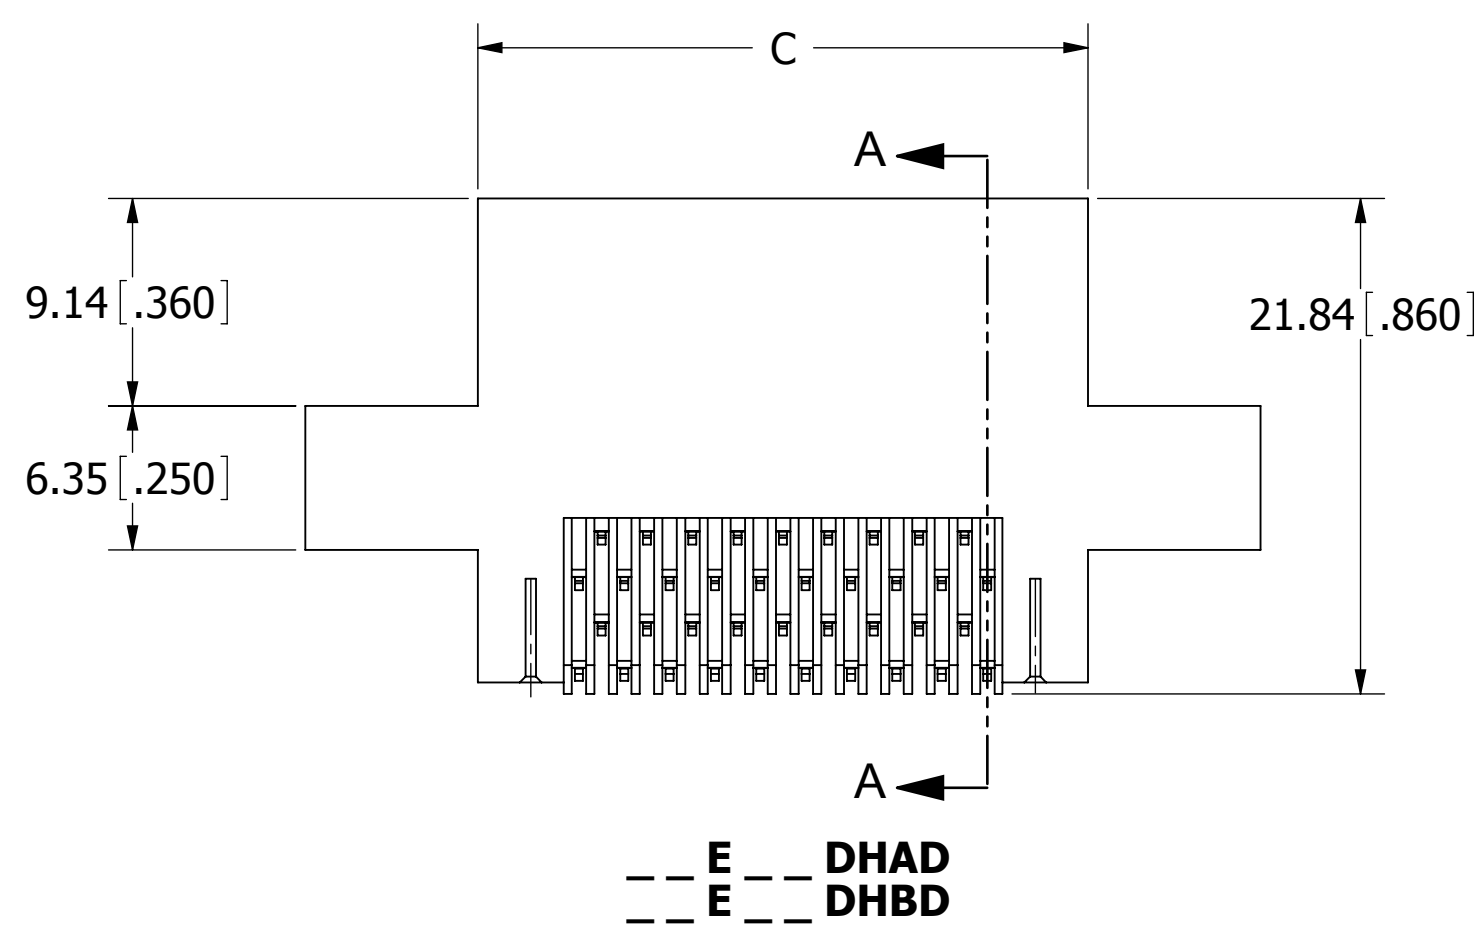 C
A
9.14[.360]
21.84[.860]
6.35[.250]
A
_ _ E _ _ DHAD
_ _ E _ _ DHBD